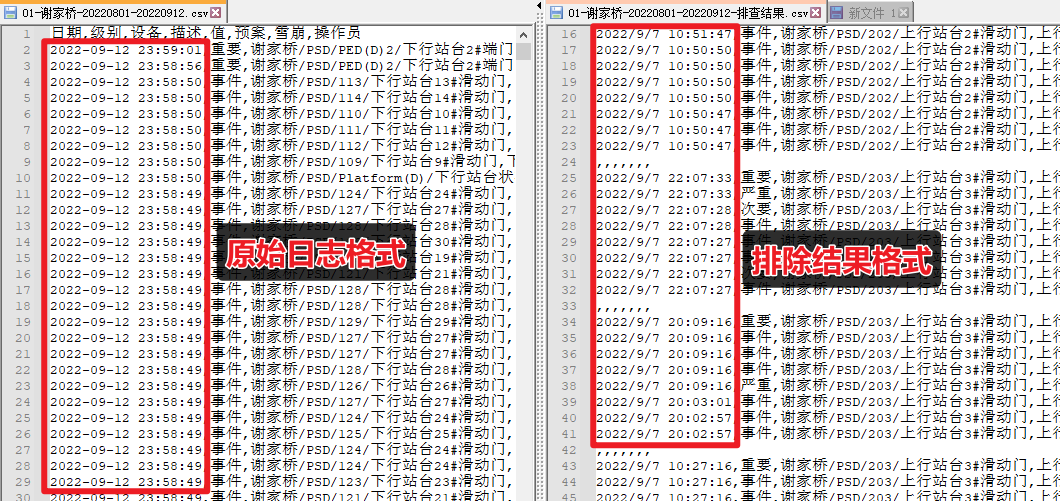 01-谢家桥-20220801-20220912.csv
1 日期,级别,设备,描述,值,预案,雪崩,操作员
2 2022-09-12 23:59:01,重要,谢家桥/PSD/PED(D)2/下行站台2#端门
3 2022-09-12 23:58:56,重要,谢家桥/PSD/PED(D)2/下行站台2#端门
4 2022-09-12 23:58:50,事件,谢家桥/PSD/113/下行站台13#滑动门,
5 2022-09-12 23:58:50,事件,谢家桥/PSD/114/下行站台14#滑动门,
6 2022-09-12 23:58:50,事件,谢家桥/PSD/110/下行站台10#滑动门,
7 2022-09-12 23:58:50,事件,谢家桥/PSD/111/下行站台11#滑动门,
8 2022-09-12 23:58:50,事件,谢家桥/PSD/112/下行站台12#滑动门,
9 2022-09-12 23:58:50,事件,谢家桥/PSD/109/下行站台9#滑动门,下
10 2022-09-12 23:58:50,事件,谢家桥/PSD/Platform(D)/下行站台状
11 2022-09-12 23:58:49,事件,谢家桥/PSD/124/下行站台24#滑动门,
12 2022-09-12 23:58:49,事件,谢家桥/PSD/127/下行站台27#滑动门,
13 2022-09-12 23:58:49,事件,谢家桥/PSD/128/下行站台28#滑动门,
14 2022-09-12 23:58:49 台30#滑动门,
15 2022-09-12 23:58:49 台19#滑动门,
16 2022-09-12 23:58:49,事件,谢家桥/PSD/121/下行站台21#滑动门,
17 2022-09-12 23:58:49,事件,谢家桥/PSD/128/下行站台28#滑动门,
18 2022-09-12 23:58:49,事件,谢家桥/PSD/128/下行站台28#滑动门,
19 2022-09-12 23:58:49,事件,谢家桥/PSD/129/下行站台29#滑动门,
20 2022-09-12 23:58:49,事件,谢家桥/PSD/127/下行站台27#滑动门,
21 2022-09-12 23:58:49,事件,谢家桥/PSD/127/下行站台27#滑动门,
22 2022-09-12 23:58:49,事件,谢家桥/PSD/128/下行站台28#滑动门,
23 2022-09-12 23:58:49,事件,谢家桥/PSD/126/下行站台26#滑动门,
24 2022-09-12 23:58:49,事件,谢家桥/PSD/127/下行站台27#滑动门,
25 2022-09-12 23:58:49,事件,谢家桥/PSD/124/下行站台24#滑动门,
26 2022-09-12 23:58:49,事件,谢家桥/PSD/125/下行站台25#滑动门,
27 2022-09-12 23:58:49,事件,谢家桥/PSD/124/下行站台24#滑动门,
28 2022-09-12 23:58:49,事件,谢家桥/PSD/124/下行站台24#滑动门,
29 2022-09-12 23:58:49,事件,谢家桥/PSD/123/下行站台23#滑动门,
30 2022-09-12 23:58:49,事件,谢家桥/PSD/121/下行站台21#滑动门,
原始日志格式
01-谢家桥-20220801-20220912-排查结果.csv
新文件 1
16 2022/9/7 10:51:47,事件,谢家桥/PSD/202/上行站台2#滑动门,上行
17 2022/9/7 10:50:50,事件,谢家桥/PSD/202/上行站台2#滑动门,上行
18 2022/9/7 10:50:50,事件,谢家桥/PSD/202/上行站台2#滑动门,上行
19 2022/9/7 10:50:50,事件,谢家桥/PSD/202/上行站台2#滑动门,上行
20 2022/9/7 10:50:50,事件,谢家桥/PSD/202/上行站台2#滑动门,上行
21 2022/9/7 10:50:47,事件,谢家桥/PSD/202/上行站台2#滑动门,上行
22 2022/9/7 10:50:47,事件,谢家桥/PSD/202/上行站台2#滑动门,上行
23 2022/9/7 10:50:47,事件,谢家桥/PSD/202/上行站台2#滑动门,上行
24 ,,,,,,,
25 2022/9/7 22:07:33,重要,谢家桥/PSD/203/上行站台3#滑动门,上行
26 2022/9/7 22:07:33,严重,谢家桥/PSD/203/上行站台3#滑动门,上行
27 2022/9/7 22:07:28,次要,谢家桥/PSD/203/上行站台3#滑动门,上行
28 2022/9/7 22:07:28,事件,谢家桥/PSD/203/上行站台3#滑动门,上行
29 2022/9/7 22:07:27 台3#滑动门,上行
30 2022/9/7 22:07:27 台3#滑动门,上行
31 2022/9/7 22:07:27 台3#滑动门,上行
32 2022/9/7 22:07:27,事件,谢家桥/PSD/203/上行站台3#滑动门,上行
33 ,,,,,,,
34 2022/9/7 20:09:16,重要,谢家桥/PSD/203/上行站台3#滑动门,上行
35 2022/9/7 20:09:16,事件,谢家桥/PSD/203/上行站台3#滑动门,上行
36 2022/9/7 20:09:16,事件,谢家桥/PSD/203/上行站台3#滑动门,上行
37 2022/9/7 20:09:16,事件,谢家桥/PSD/203/上行站台3#滑动门,上行
38 2022/9/7 20:09:16,严重,谢家桥/PSD/203/上行站台3#滑动门,上行
39 2022/9/7 20:03:01,事件,谢家桥/PSD/203/上行站台3#滑动门,上行
40 2022/9/7 20:02:57,事件,谢家桥/PSD/203/上行站台3#滑动门,上行
41 2022/9/7 20:02:57,事件,谢家桥/PSD/203/上行站台3#滑动门,上行
42 ,,,,,,,
43 2022/9/7 10:27:16,重要,谢家桥/PSD/203/上行站台3#滑动门,上行
44 2022/9/7 10:27:16,事件,谢家桥/PSD/203/上行站台3#滑动门,上行
45 2022/9/7 10:27:16,事件,谢家桥/PSD/203/上行站台3#滑动门,上行
排除结果格式